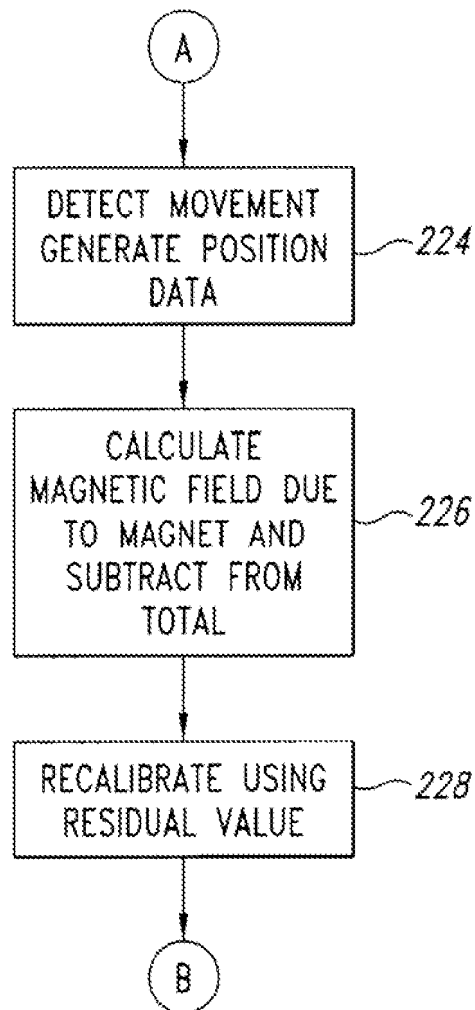 A
DETECT MOVEMENT
GENERATE POSITION
DATA
224
CALCULATE
MAGNETIC FIELD DUE
TO MAGNET AND
SUBTRACT FROM
TOTAL
226
RECALIBRATE USING
RESIDUAL VALUE
228
B